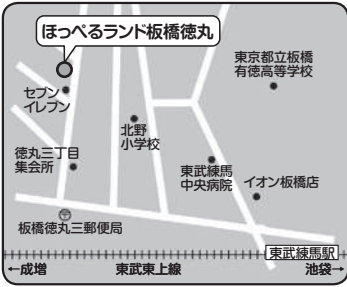 ほっぺるランド板橋徳丸
東京都立板橋
有徳高等学校
セブン
イレブン
北野
小学校
徳丸三丁目
集会所
東武練馬
中央病院
イオン板橋店
板橋徳丸三郵便局
東武練馬駅
←成増
東武東上線
池袋→